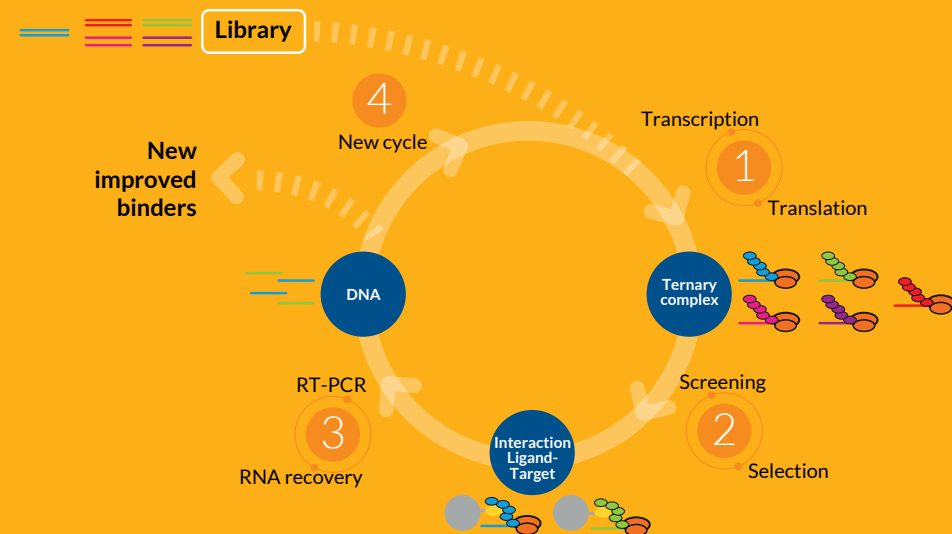 Library
4
New cycle
Transcription
1
Translation
New
improved
binders
DNA
Ternary
complex
RT-PCR
3
RNA recovery
Screening
2
Selection
Interaction
Ligand-
Target